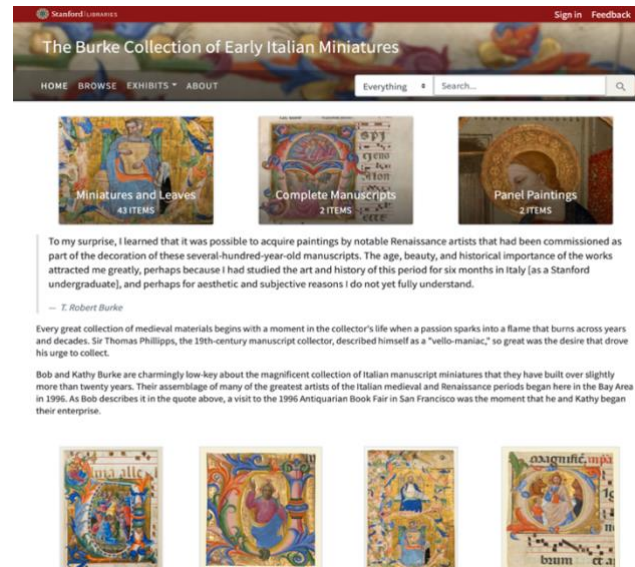 Stanford LIBRARIES
Sign in Feedback
The Burke Collection of Early Italian Miniatures
HOME BROWSE EXHIBITS ABOUT
Everything Search...
Miniatures and Leaves
43 ITEMS
Complete Manuscripts
2 ITEMS
Panel Paintings
2 ITEMS
To my surprise, I learned that it was possible to acquire paintings by notable Renaissance artists that had been commissioned as
part of the decoration of these several-hundred-year-old manuscripts. The age, beauty, and historical importance of the works
attracted me greatly, perhaps because I had studied the art and history of this period for six months in Italy [as a Stanford
undergraduate], and perhaps for aesthetic and subjective reasons I do not yet fully understand.
— T. Robert Burke
Every great collection of medieval materials begins with a moment in the collector's life when a passion sparks into a flame that burns across years
and decades. Sir Thomas Phillipps, the 19th-century manuscript collector, described himself as a "vello-maniac," so great was the desire that drove
his urge to collect.
Bob and Kathy Burke are charmingly low-key about the magnificent collection of Italian manuscript miniatures that they have built over slightly
more than twenty years. Their assemblage of many of the greatest artists of the Italian medieval and Renaissance periods began here in the Bay Area
in 1996. As Bob describes it in the quote above, a visit to the 1996 Antiquarian Book Fair in San Francisco was the moment that he and Kathy began
their enterprise.